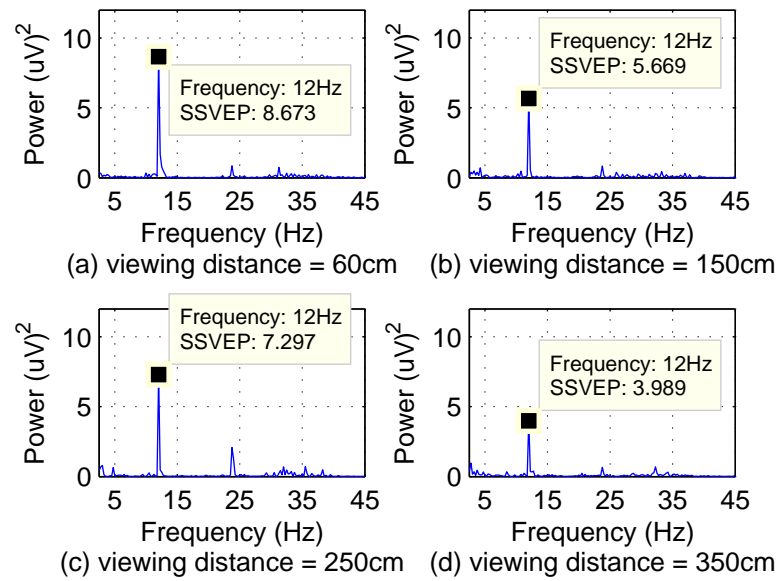 Power (uV)²
10
5
0
Frequency: 12Hz
SSVEP: 8.673
5 15 25 35 45
Frequency (Hz)
(a) viewing distance = 60cm
Power (uV)²
10
5
0
Frequency: 12Hz
SSVEP: 5.669
5 15 25 35 45
Frequency (Hz)
(b) viewing distance = 150cm
Power (uV)²
10
5
0
Frequency: 12Hz
SSVEP: 7.297
5 15 25 35 45
Frequency (Hz)
(c) viewing distance = 250cm
Power (uV)²
10
5
0
Frequency: 12Hz
SSVEP: 3.989
5 15 25 35 45
Frequency (Hz)
(d) viewing distance = 350cm